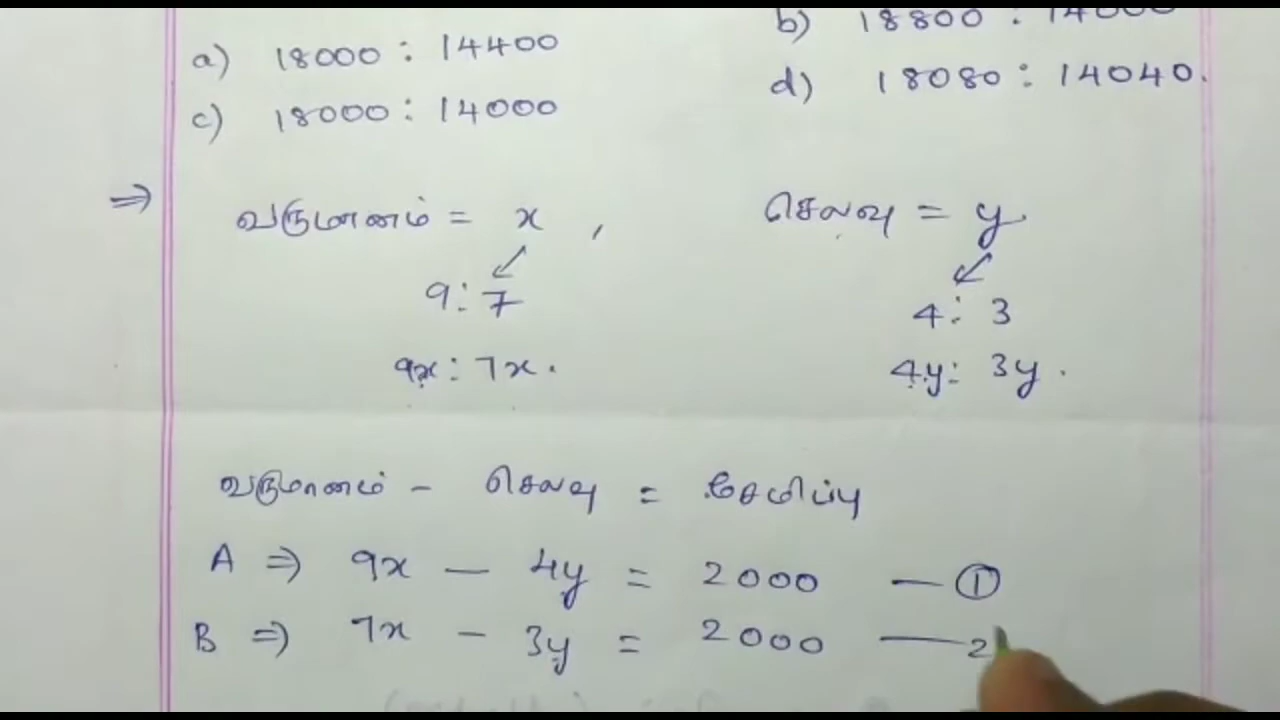 a) 18000 : 14400 b) 18800 : 14000
c) 18000 : 14000 d) 18080 : 14040.
⇒ வருமானம் = x , செலவு = y
9 : 7 4 : 3
9x : 7x . 4y : 3y .
வருமானம் - செலவு = சேமிப்பு
A ⇒ 9x — 4y = 2000 — ①
B ⇒ 7x - 3y = 2000 — 2